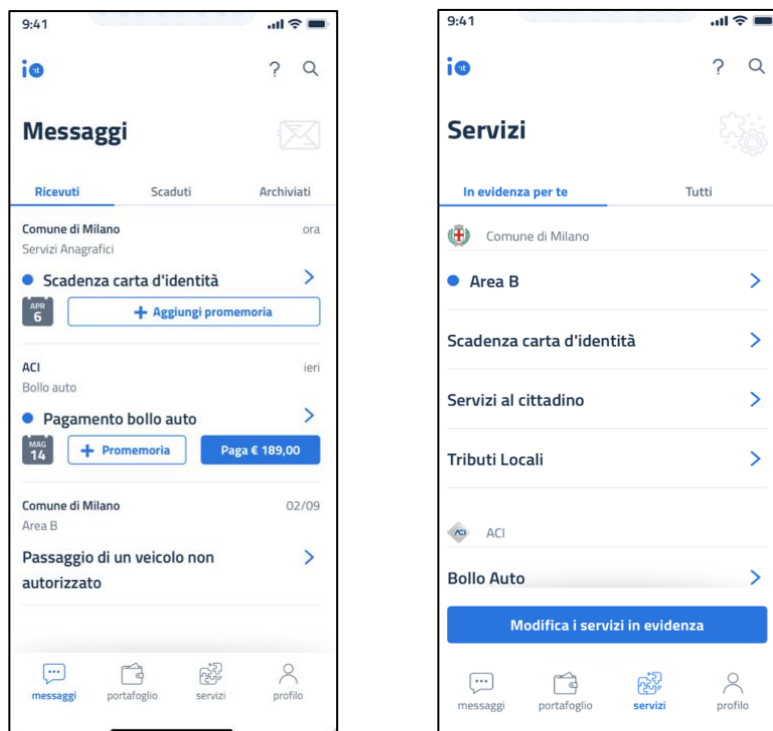 9:41
io
?
Messaggi
Ricevuti Scaduti Archiviati
Comune di Milano ora
Servizi Anagrafici
Scadenza carta d'identità
APR
6
+ Aggiungi promemoria
ACI ieri
Bollo auto
Pagamento bollo auto
MAG
14
+ Promemoria Paga € 189,00
Comune di Milano 02/09
Area B
Passaggio di un veicolo non
autorizzato
messaggi portafoglio servizi profilo
9:41
io
?
Servizi
In evidenza per te Tutti
Comune di Milano
Area B
Scadenza carta d'identità
Servizi al cittadino
Tributi Locali
ACI ACI
Bollo Auto
Modifica i servizi in evidenza
messaggi portafoglio servizi profilo